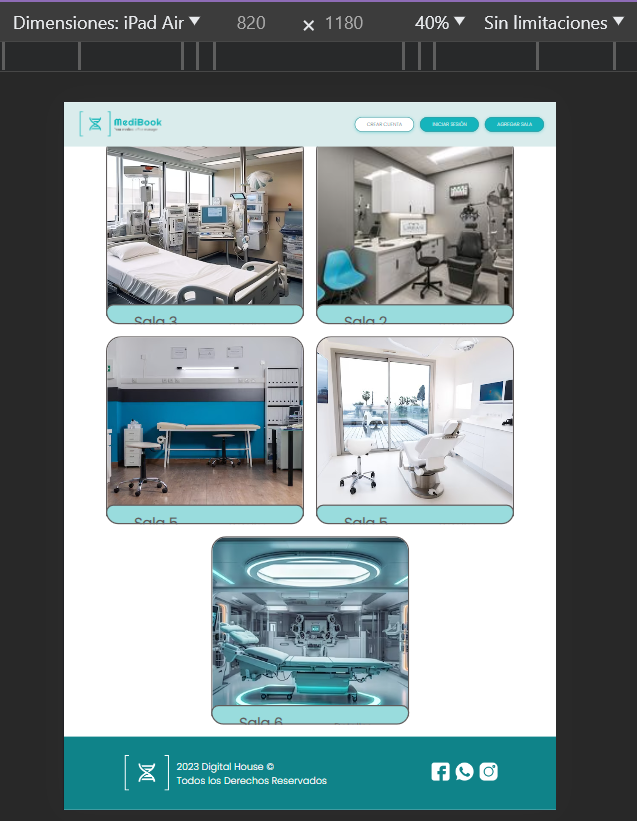 Dimensiones: iPad Air ▼ 820 × 1180 40% ▼ Sin limitaciones ▼
MediBook
CREAR CUENTA INICIAR SESIÓN AGREGAR SALA
Sala 3 Sala 2
Sala 5 Sala 5
Sala 6
2023 Digital House ©
Todos los Derechos Reservados